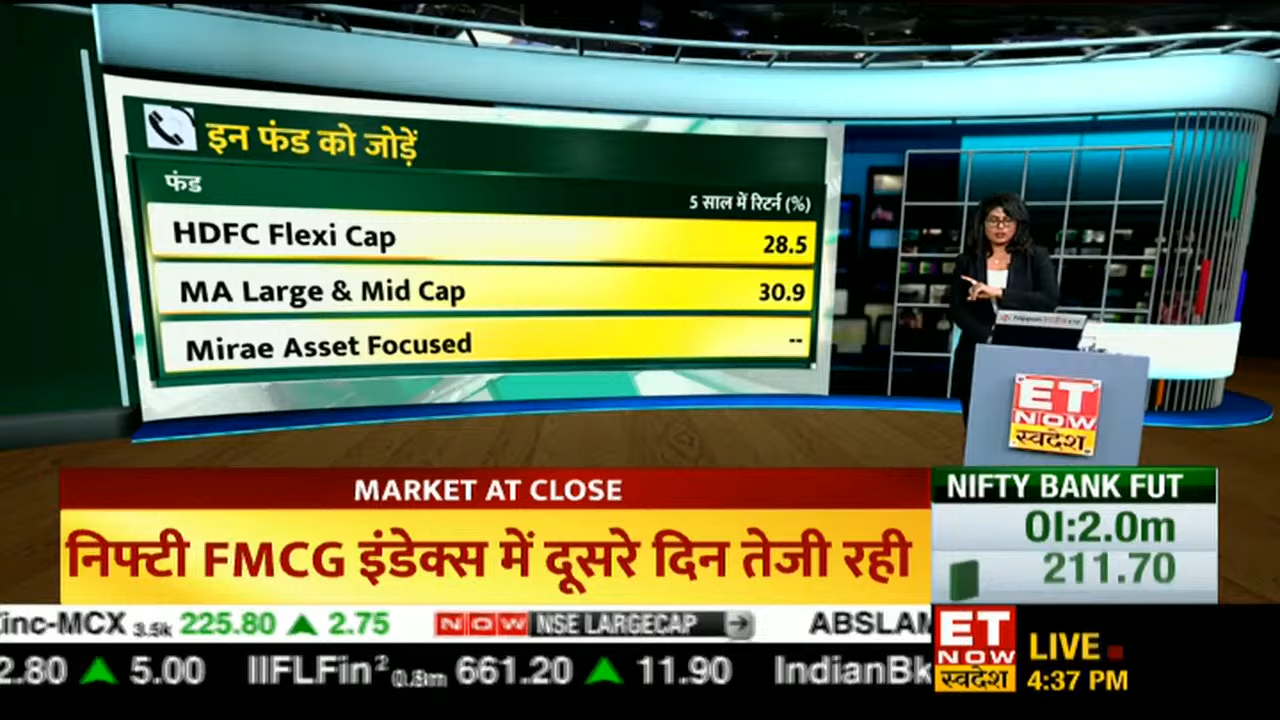 इन फंड को जोड़ें
फंड
5 साल में रिटर्न (%)
HDFC Flexi Cap
28.5
MA Large & Mid Cap
30.9
Mirae Asset Focused
--
ET
NOW
स्वदेश
MARKET AT CLOSE
निफ्टी FMCG इंडेक्स में दूसरे दिन तेजी रही
NIFTY BANK FUT
OI:2.0m
211.70
inc-MCX 3.5k 225.80 ▲ 2.75 NOW NSE LARGECAP ABSLAM
2.80 ▲ 5.00 IIFLFin² 0.8m 661.20 ▲ 11.90 IndianBk
ET
NOW
स्वदेश
LIVE
4:37 PM